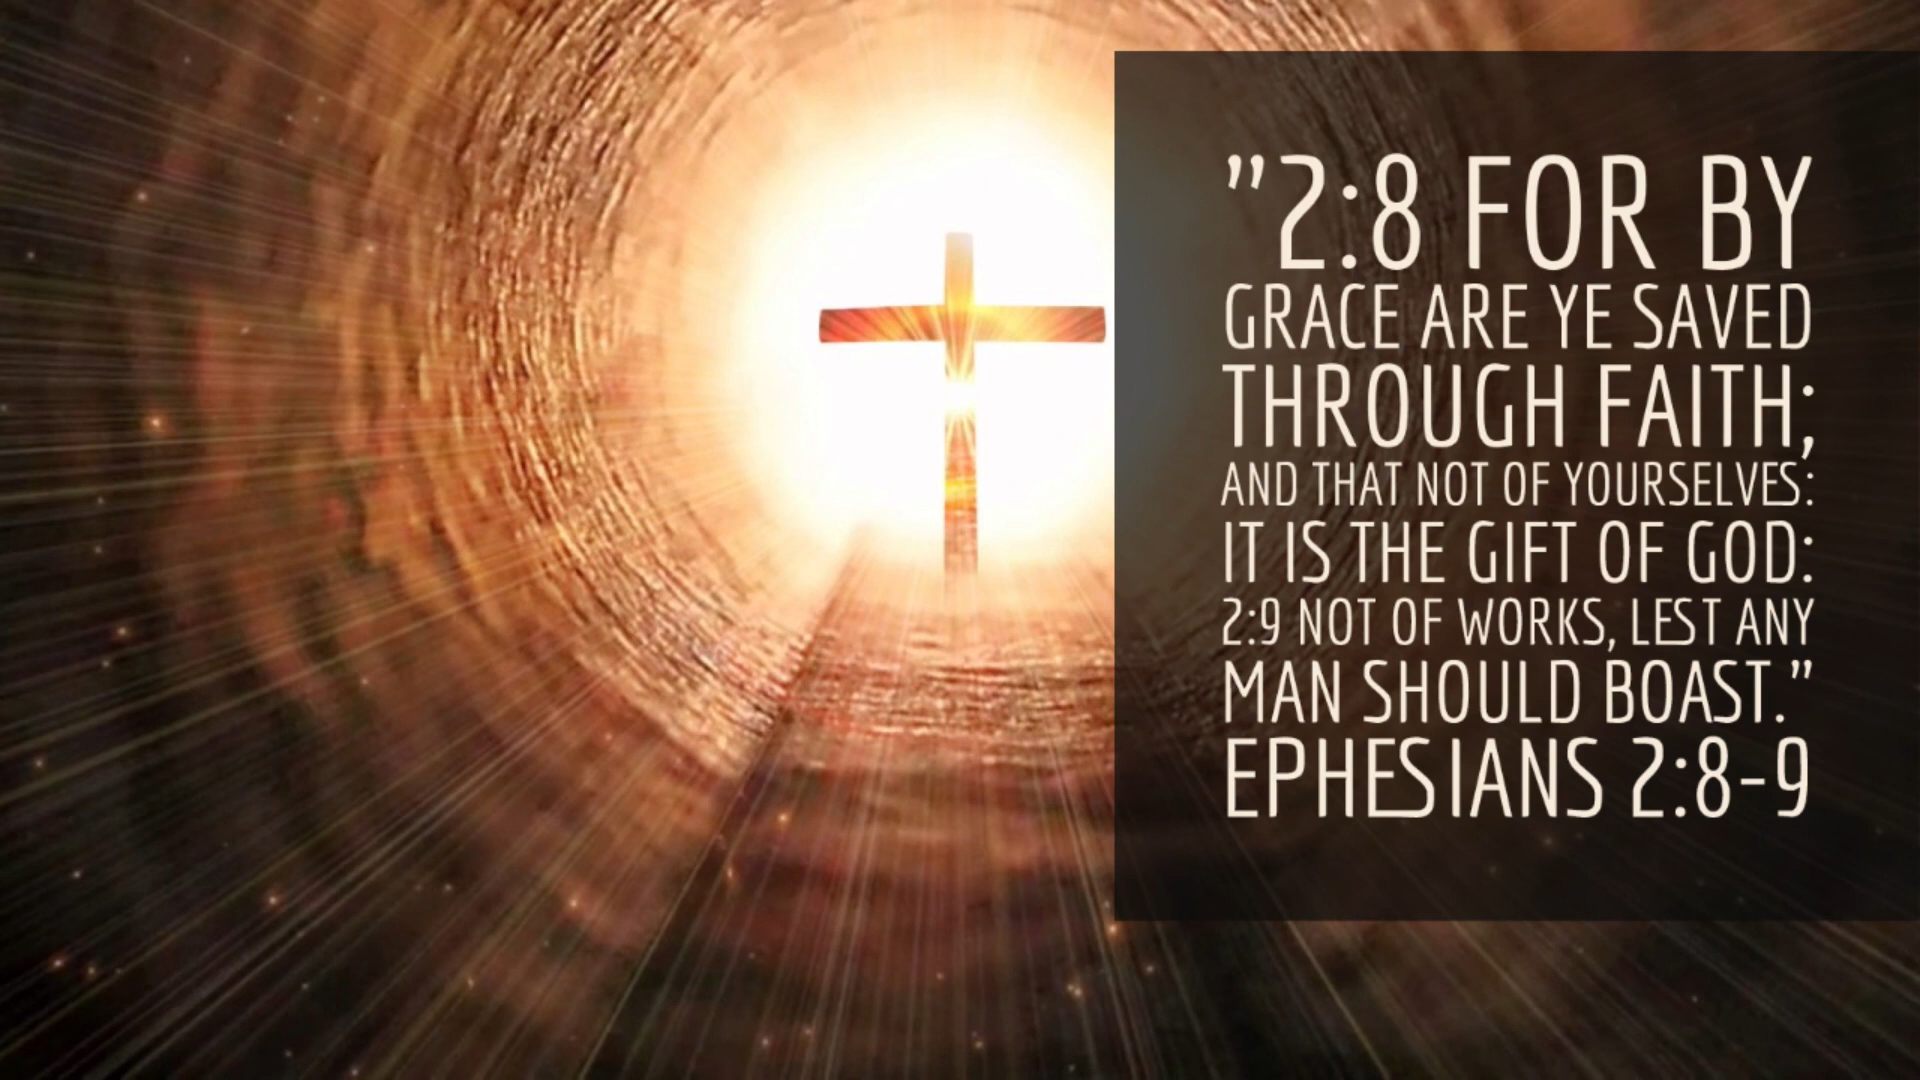 "2:8 FOR BY
GRACE ARE YE SAVED
THROUGH FAITH;
AND THAT NOT OF YOURSELVES:
IT IS THE GIFT OF GOD:
2:9 NOT OF WORKS, LEST ANY
MAN SHOULD BOAST."
EPHESIANS 2:8-9